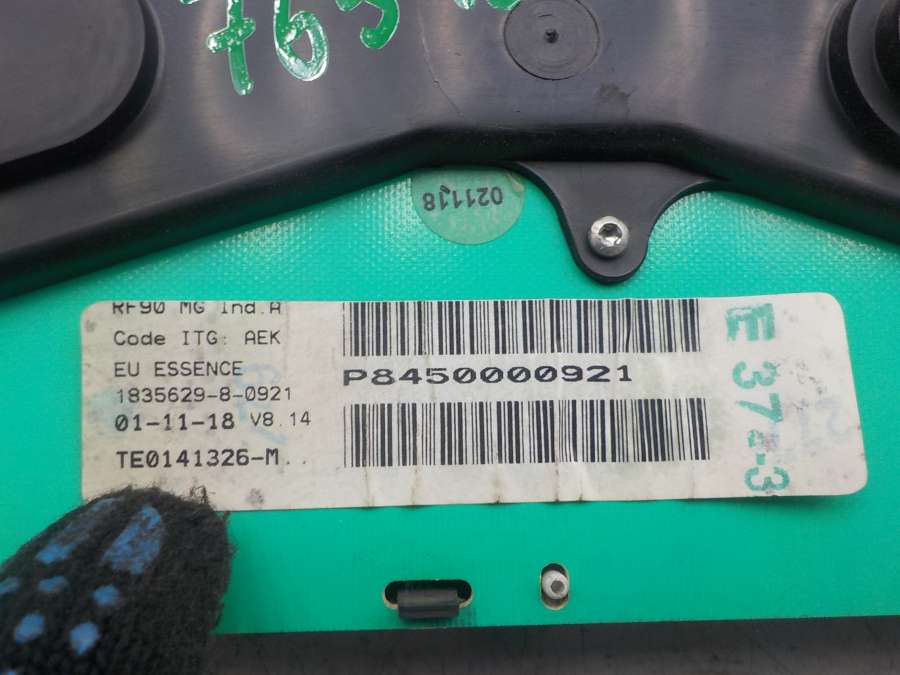 021118
RF90 MG Ind.A
Code ITG: AEK
EU ESSENCE
1835629-8-0921
01-11-18 V8.14
TE0141326-M..
P8450000921